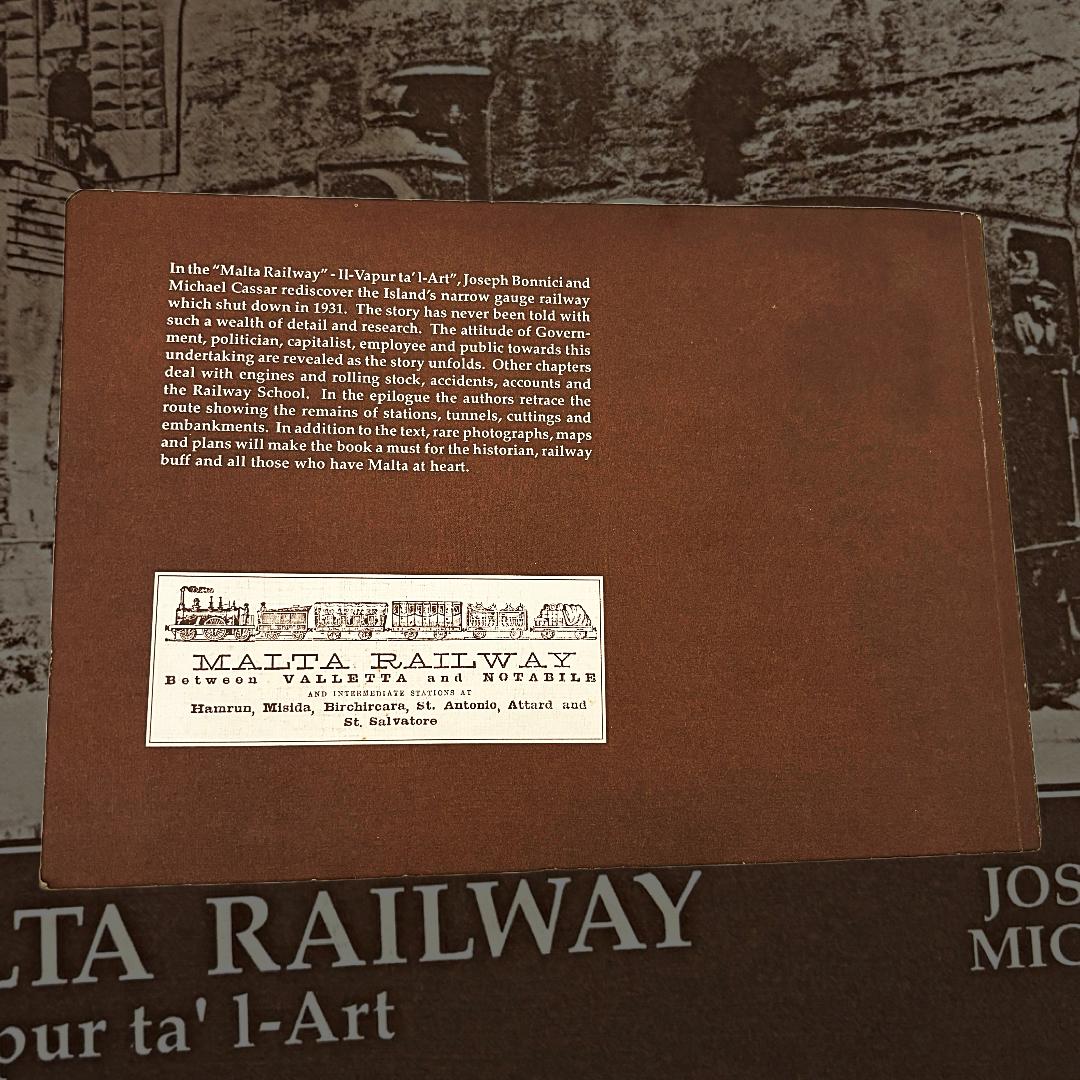 In the “Malta Railway” - Il-Vapur ta' l-Art”, Joseph Bonnici and
Michael Cassar rediscover the Island's narrow gauge railway
which shut down in 1931. The story has never been told with
such a wealth of detail and research. The attitude of Govern-
ment, politician, capitalist, employee and public towards this
undertaking are revealed as the story unfolds. Other chapters
deal with engines and rolling stock, accidents, accounts and
the Railway School. In the epilogue the authors retrace the
route showing the remains of stations, tunnels, cuttings and
embankments. In addition to the text, rare photographs, maps
and plans will make the book a must for the historian, railway
buff and all those who have Malta at heart.
MALTA RAILWAY
Between VALLETTA and NOTABILE
AND INTERMEDIATE STATIONS AT
Hamrun, Misida, Birchircara, St. Antonio, Attard and
St. Salvatore
LTA RAILWAY
pur ta' l-Art
JOS
MIC